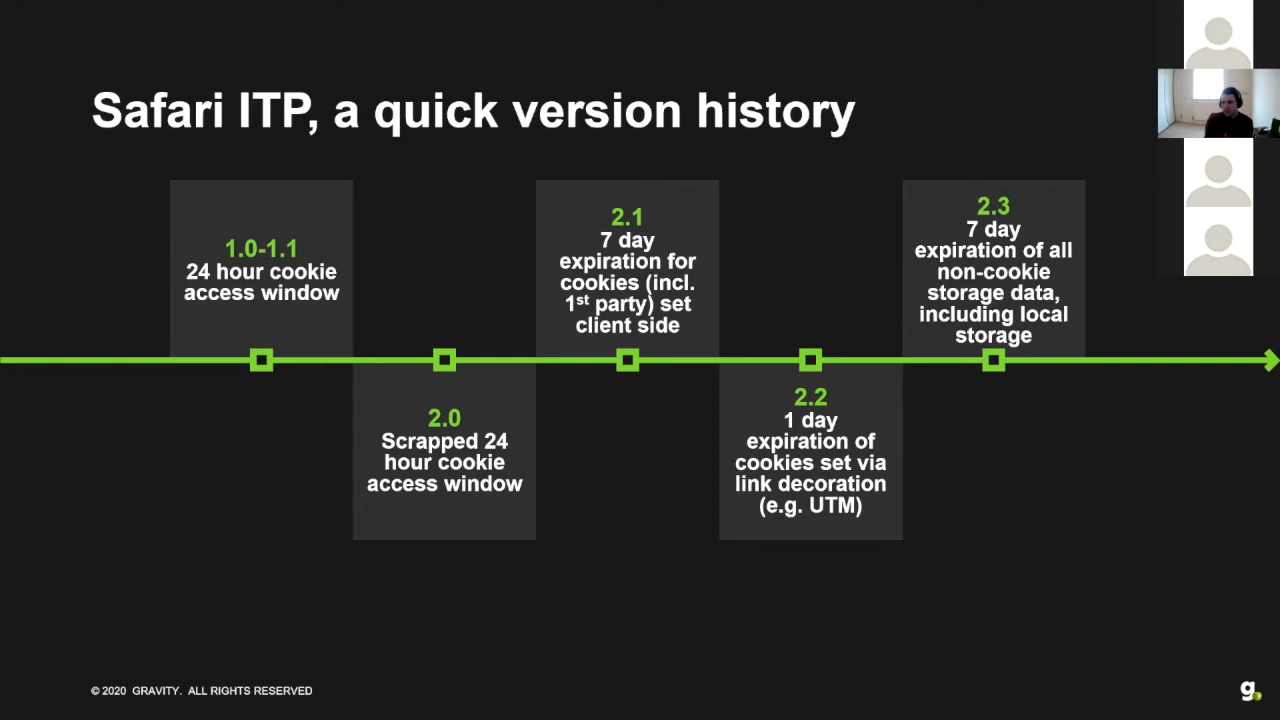 Safari ITP, a quick version history
1.0-1.1
24 hour cookie
access window
2.0
Scrapped 24
hour cookie
access window
2.1
7 day
expiration for
cookies (incl.
1st party) set
client side
2.2
1 day
expiration of
cookies set via
link decoration
(e.g. UTM)
2.3
7 day
expiration of all
non-cookie
storage data,
including local
storage
© 2020 GRAVITY. ALL RIGHTS RESERVED
g.